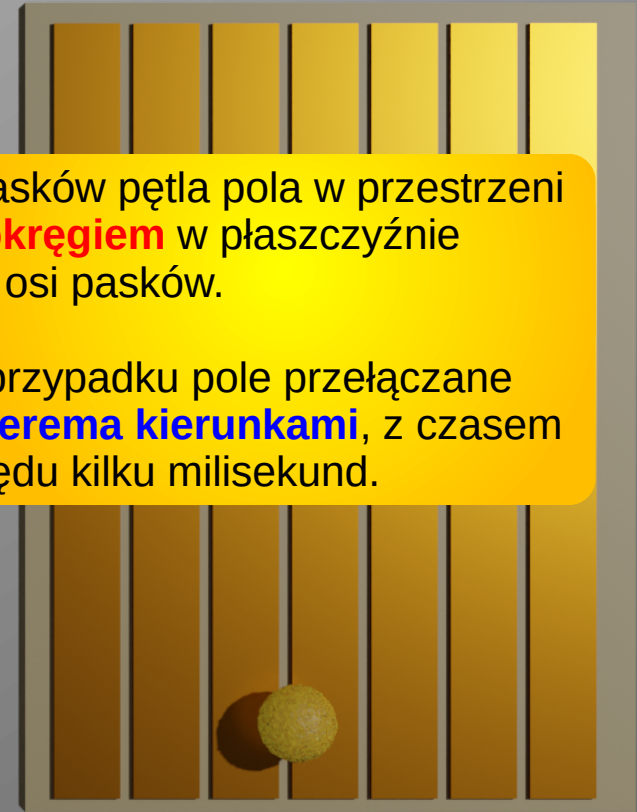 asków pętla pola w przestrzeni
okręgiem w płaszczyźnie
osi pasków.
przypadku pole przełączane
erema kierunkami, z czasem
ędu kilku milisekund.